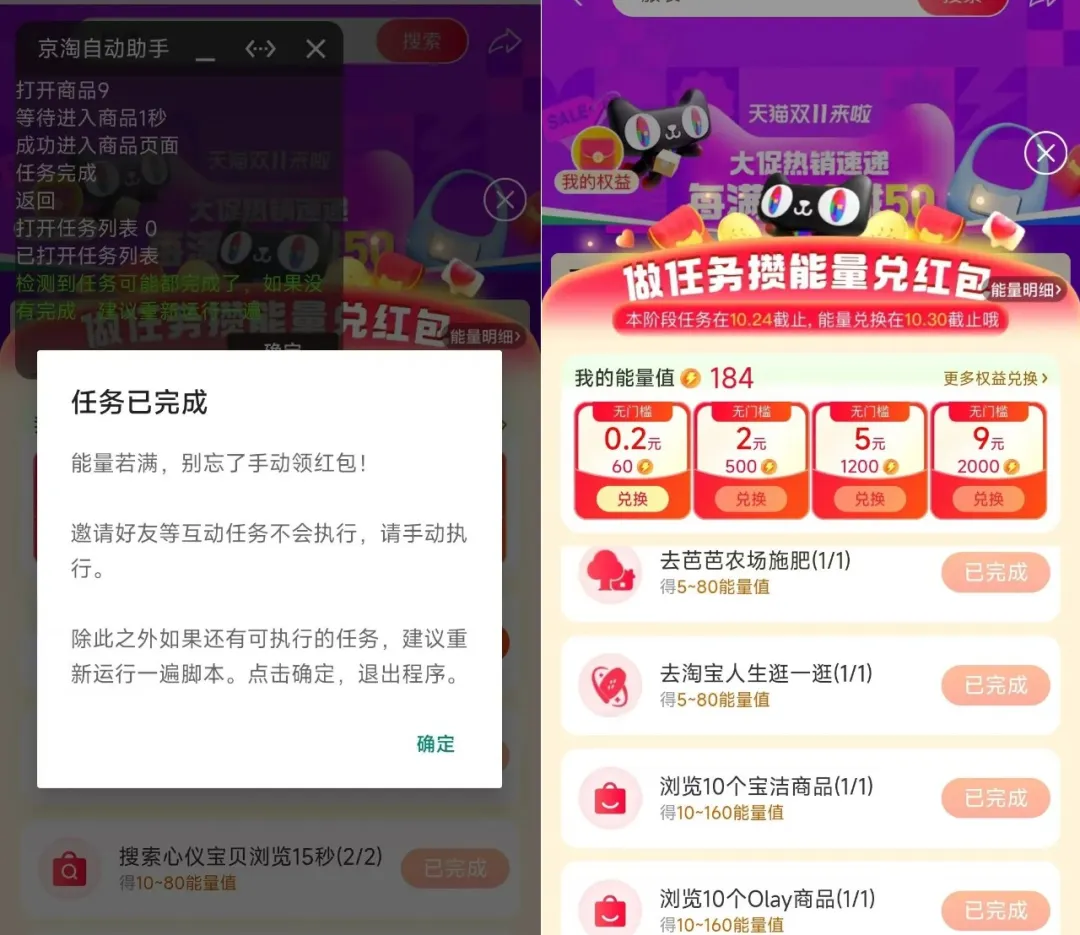 京淘自动助手
搜索
打开商品9
等待进入商品1秒
成功进入商品页面
任务完成
返回
打开任务列表 0
已打开任务列表
检测到任务可能都完成了，如果没
有完成，建议重新运行一遍
天猫双11来啦
大促热销速递
50
确定
做任务攒能量兑红包
能量明细›
任务已完成
能量若满，别忘了手动领红包！
邀请好友等互动任务不会执行，请手动执
行。
除此之外如果还有可执行的任务，建议重
新运行一遍脚本。点击确定，退出程序。
确定
搜索心仪宝贝浏览15秒(2/2)
得10~80能量值
已完成
搜索
SALE
天猫双11来啦
大促热销速递
每满
50
我的权益
做任务攒能量兑红包
能量明细›
本阶段任务在10.24截止, 能量兑换在10.30截止哦
我的能量值 184
更多权益兑换›
无门槛 无门槛 无门槛 无门槛
0.2元 2元 5元 9元
60 500 1200 2000
兑换 兑换 兑换 兑换
去芭芭农场施肥(1/1)
得5~80能量值
已完成
去淘宝人生逛一逛(1/1)
得5~80能量值
已完成
浏览10个宝洁商品(1/1)
得10~160能量值
已完成
浏览10个Olay商品(1/1)
得10~160能量值
已完成